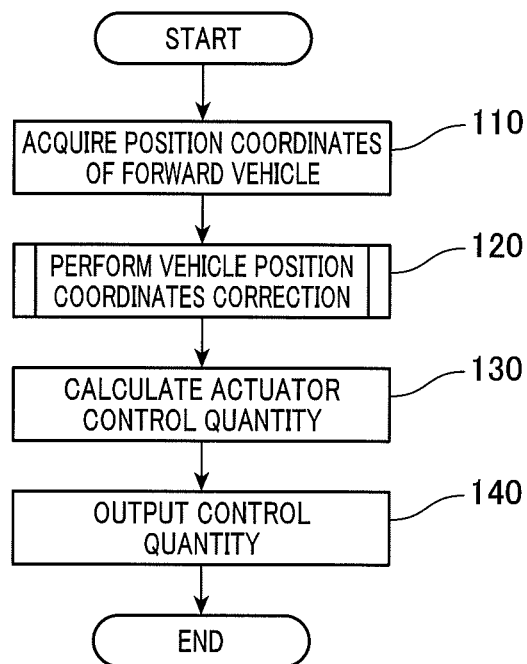 START
ACQUIRE POSITION COORDINATES
OF FORWARD VEHICLE
110
PERFORM VEHICLE POSITION
COORDINATES CORRECTION
120
CALCULATE ACTUATOR
CONTROL QUANTITY
130
OUTPUT CONTROL
QUANTITY
140
END